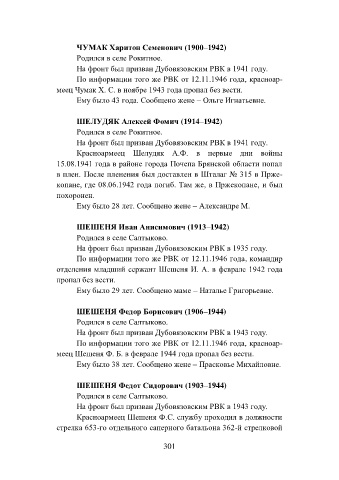 ЧУМАК Харитон Семенович (1900–1942)
Родился в селе Рокитное.
На фронт был призван Дубовязовским РВК в 1941 году.
По информации того же РВК от 12.11.1946 года, красноар-
меец Чумак Х. С. в ноябре 1943 года пропал без вести.
Ему было 43 года. Сообщено жене – Ольге Игнатьевне.
ШЕЛУДЯК Алексей Фомич (1914–1942)
Родился в селе Рокитное.
На фронт был призван Дубовязовским РВК в 1941 году.
Красноармеец Шелудяк А.Ф. в первые дни войны
15.08.1941 года в районе города Почепа Брянской области попал
в плен. После пленения был доставлен в Шталаг № 315 в Прже-
копане, где 08.06.1942 года погиб. Там же, в Пржекопане, и был
похоронен.
Ему было 28 лет. Сообщено жене – Александре М.
ШЕШЕНЯ Иван Анисимович (1913–1942)
Родился в селе Салтыково.
На фронт был призван Дубовязовским РВК в 1935 году.
По информации того же РВК от 12.11.1946 года, командир
отделения младший сержант Шешеня И. А. в феврале 1942 года
пропал без вести.
Ему было 29 лет. Сообщено маме – Наталье Григорьевне.
ШЕШЕНЯ Федор Борисович (1906–1944)
Родился в селе Салтыково.
На фронт был призван Дубовязовским РВК в 1943 году.
По информации того же РВК от 12.11.1946 года, красноар-
меец Шешеня Ф. Б. в феврале 1944 года пропал без вести.
Ему было 38 лет. Сообщено жене – Прасковье Михайловне.
ШЕШЕНЯ Федот Сидорович (1903–1944)
Родился в селе Салтыково.
На фронт был призван Дубовязовским РВК в 1943 году.
Красноармеец Шешеня Ф.С. службу проходил в должности
стрелка 653-го отдельного саперного батальона 362-й стрелковой
301